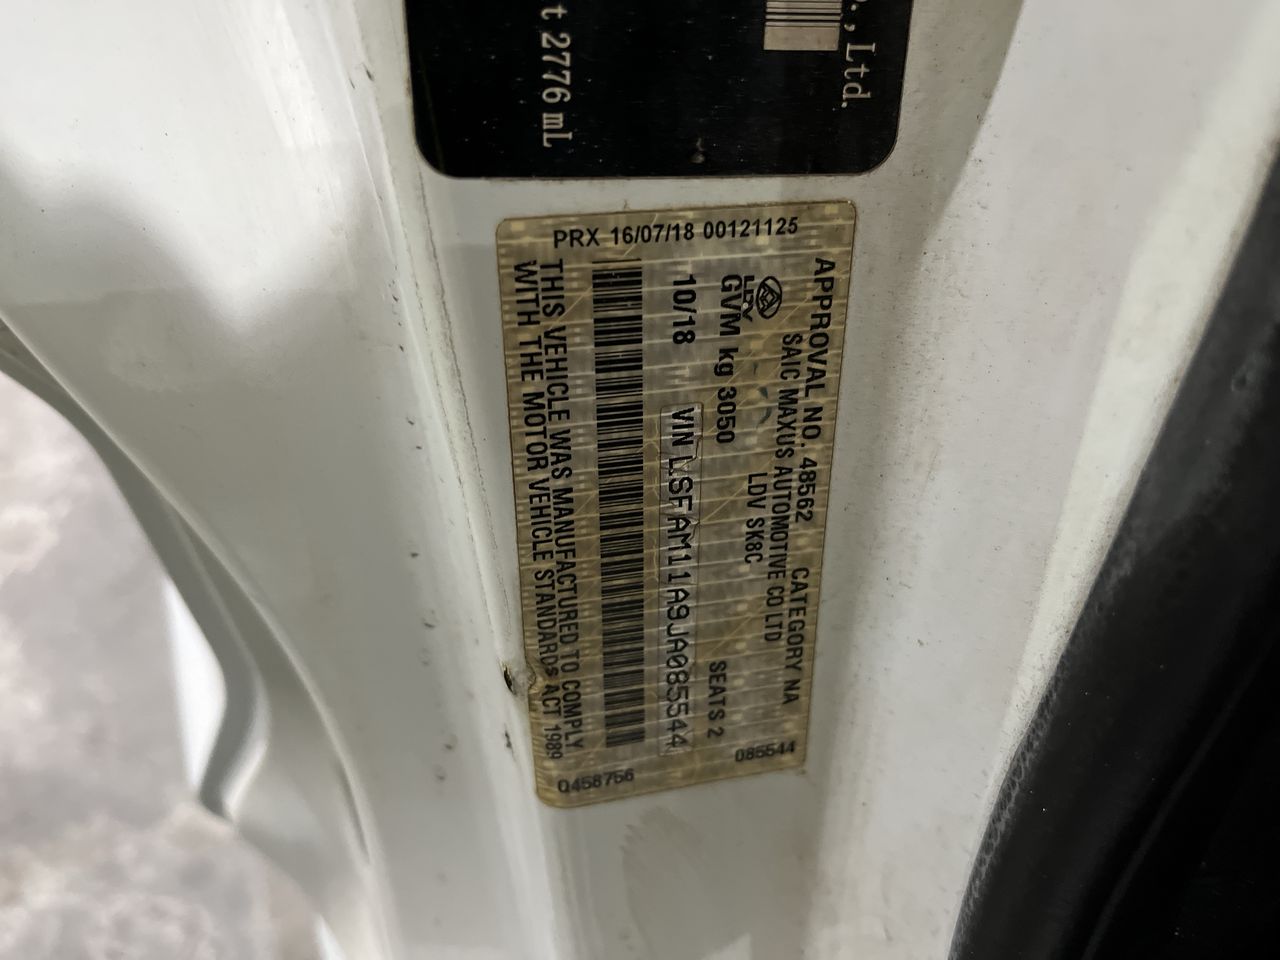 ., Ltd.
t 2776 mL
PRX 16/07/18 00121125
APPROVAL NO. 48562 CATEGORY NA
SAIC MAXUS AUTOMOTIVE CO LTD
LDV LDV SK8C
GVM kg 3050 SEATS 2
10/18 VIN LSFAM11A9JA085544
THIS VEHICLE WAS MANUFACTURED TO COMPLY
WITH THE MOTOR VEHICLE STANDARDS ACT 1989
Q458756 085544